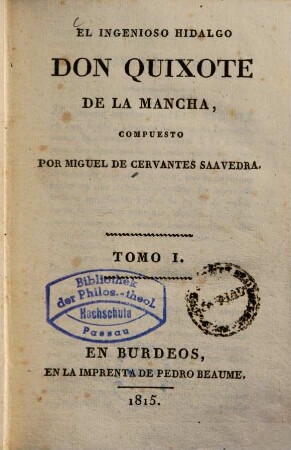 EL INGENIOSO HIDALGO
DON QUIXOTE
DE LA MANCHA,
COMPUESTO
POR MIGUEL DE CERVANTES SAAVEDRA.
TOMO I.
Bibliothek
der Philos.-theol.
Hochschule
Passau
EN BURDEOS,
EN LA IMPRENTA DE PEDRO BEAUME.
1815.